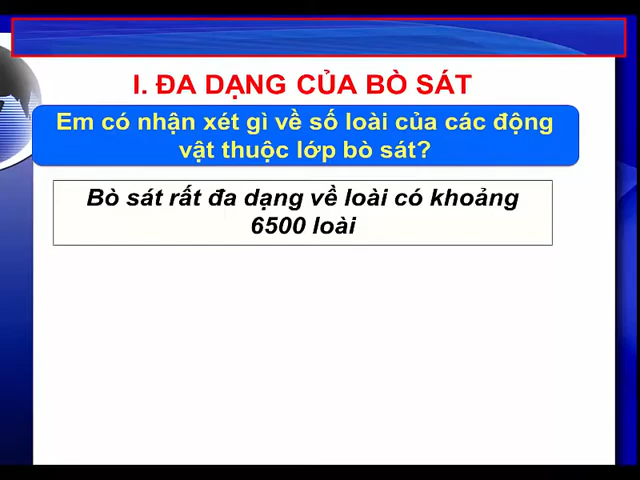 I. ĐA DẠNG CỦA BÒ SÁT
Em có nhận xét gì về số loài của các động
vật thuộc lớp bò sát?
Bò sát rất đa dạng về loài có khoảng
6500 loài